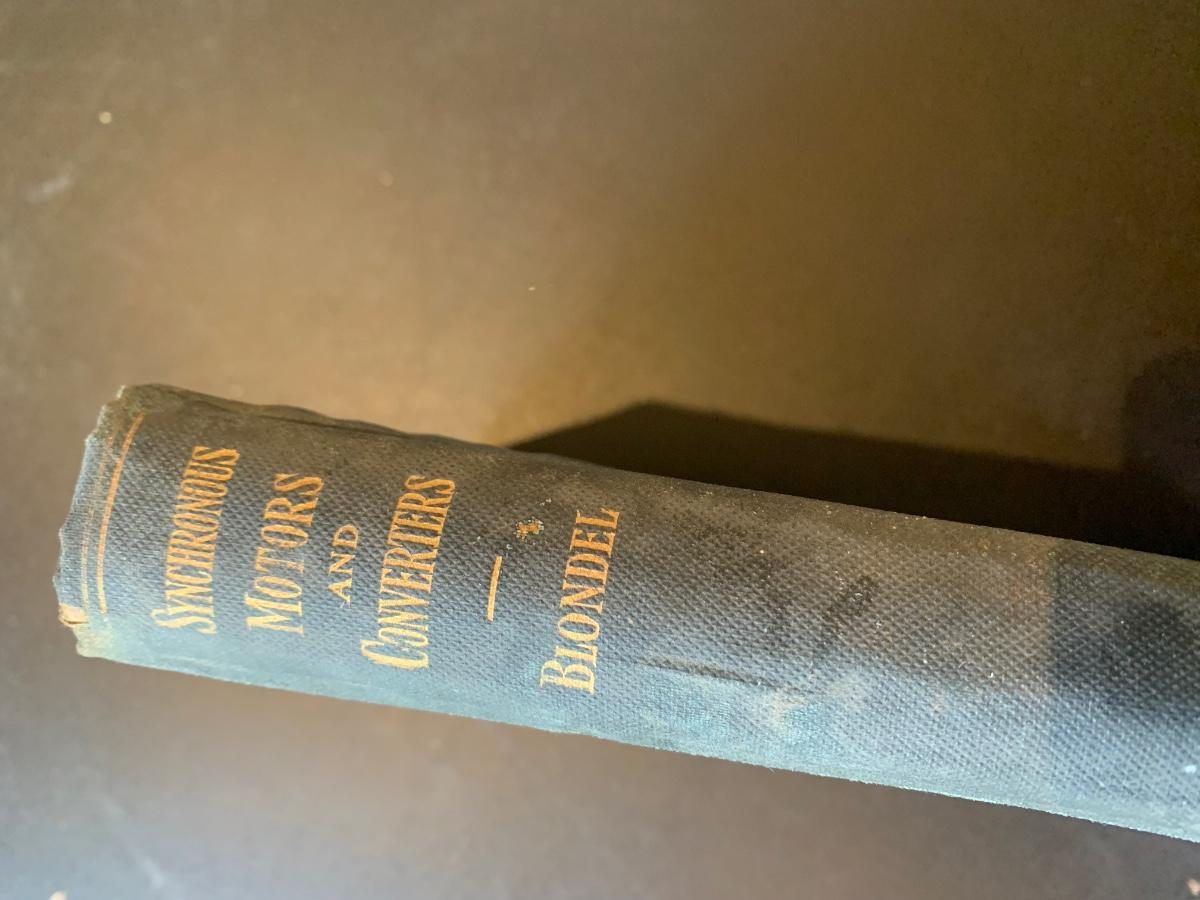 SYNCHRONOUS
MOTORS
AND
CONVERTERS
BLONDEL